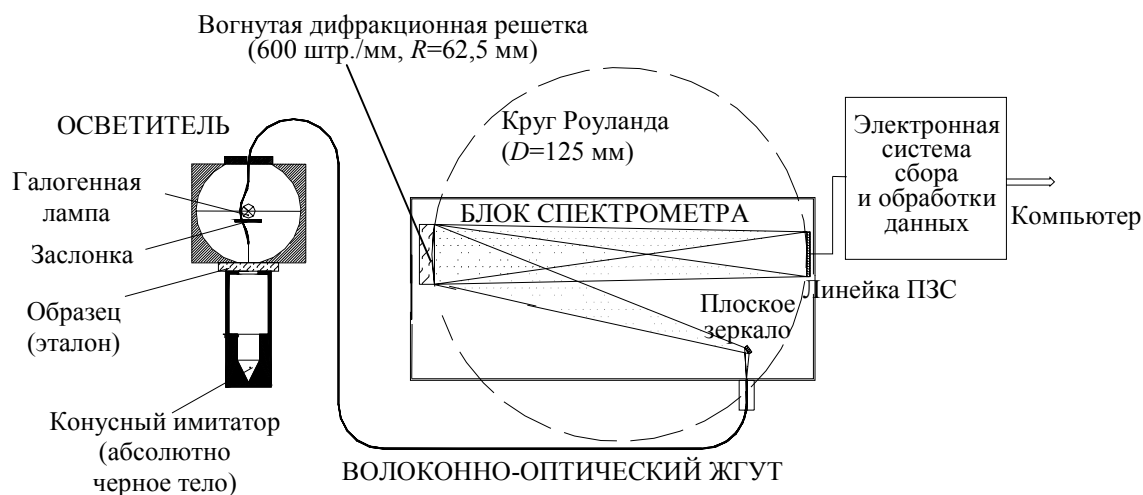 Вогнутая дифракционная решетка
(600 штр./мм, R=62,5 мм)
ОСВЕТИТЕЛЬ
Галогенная
лампа
Заслонка
Образец
(эталон)
Конусный имитатор
(абсолютно
черное тело)
Круг Роуланда
(D=125 мм)
БЛОК СПЕКТРОМЕТРА
Плоское
зеркало
Линейка ПЗС
Электронная
система
сбора
и обработки
данных
Компьютер
ВОЛОКОННО-ОПТИЧЕСКИЙ ЖГУТ